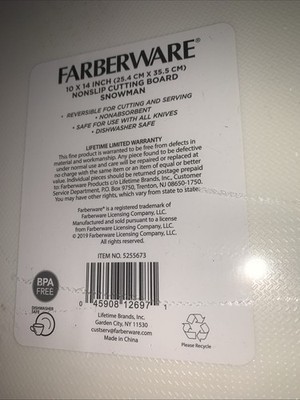 FARBERWARE®
10 X 14 INCH (25.4 CM X 35.5 CM)
NONSLIP CUTTING BOARD
SNOWMAN
• REVERSIBLE FOR CUTTING AND SERVING
• NONABSORBENT
• SAFE FOR USE WITH ALL KNIVES
• DISHWASHER SAFE
LIFETIME LIMITED WARRANTY
This fine product is warranted to be free from defects in
material and workmanship. Any piece found to be defective
under normal use and care will be repaired or replaced at
no charge with the same item or an item of equal or better
value. Individual pieces should be returned postage prepaid
to: Farberware Products c/o Lifetime Brands, Inc., Customer
Service Department, P.O. Box 9750, Trenton, NJ 08650-1750.
You may have other rights, which vary from state to state.
Farberware® is a registered trademark of
Farberware Licensing Company, LLC.
Manufactured and sold pursuant to a license
from Farberware Licensing Company, LLC.
© 2019 Farberware Licensing Company, LLC.
All rights reserved.
ITEM NO. 5255673
BPA
FREE
0 45908 12697 1
DISHWASHER
SAFE
Lifetime Brands, Inc.
Garden City, NY 11530
custserv@farberware.com
Made in China
Please Recycle